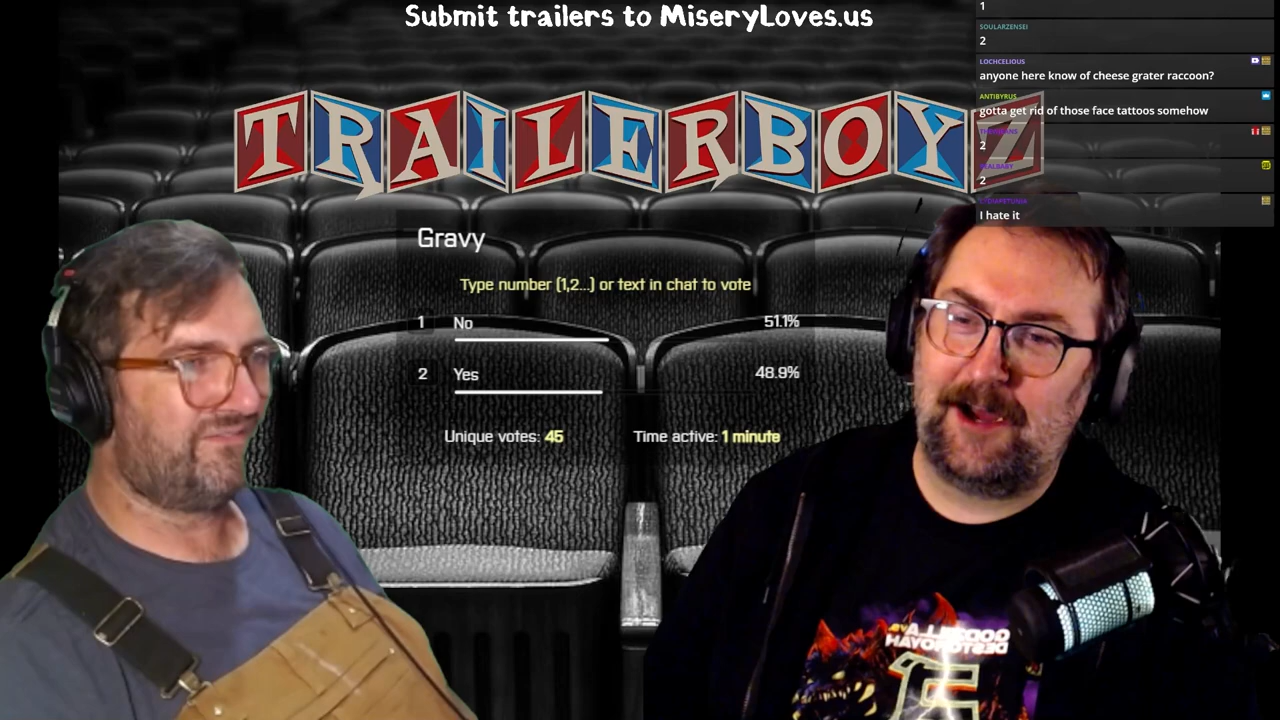 Submit trailers to MiseryLoves.us
TRAILERBOYZ
Gravy
Type number (1,2...) or text in chat to vote
1 No 51.1%
2 Yes 48.9%
Unique votes: 45 Time active: 1 minute
1
SOULARZENSEI
2
LOCHCELIOUS
anyone here know of cheese grater raccoon?
ANTIBYRUS
gotta get rid of those face tattoos somehow
2
2
I hate it